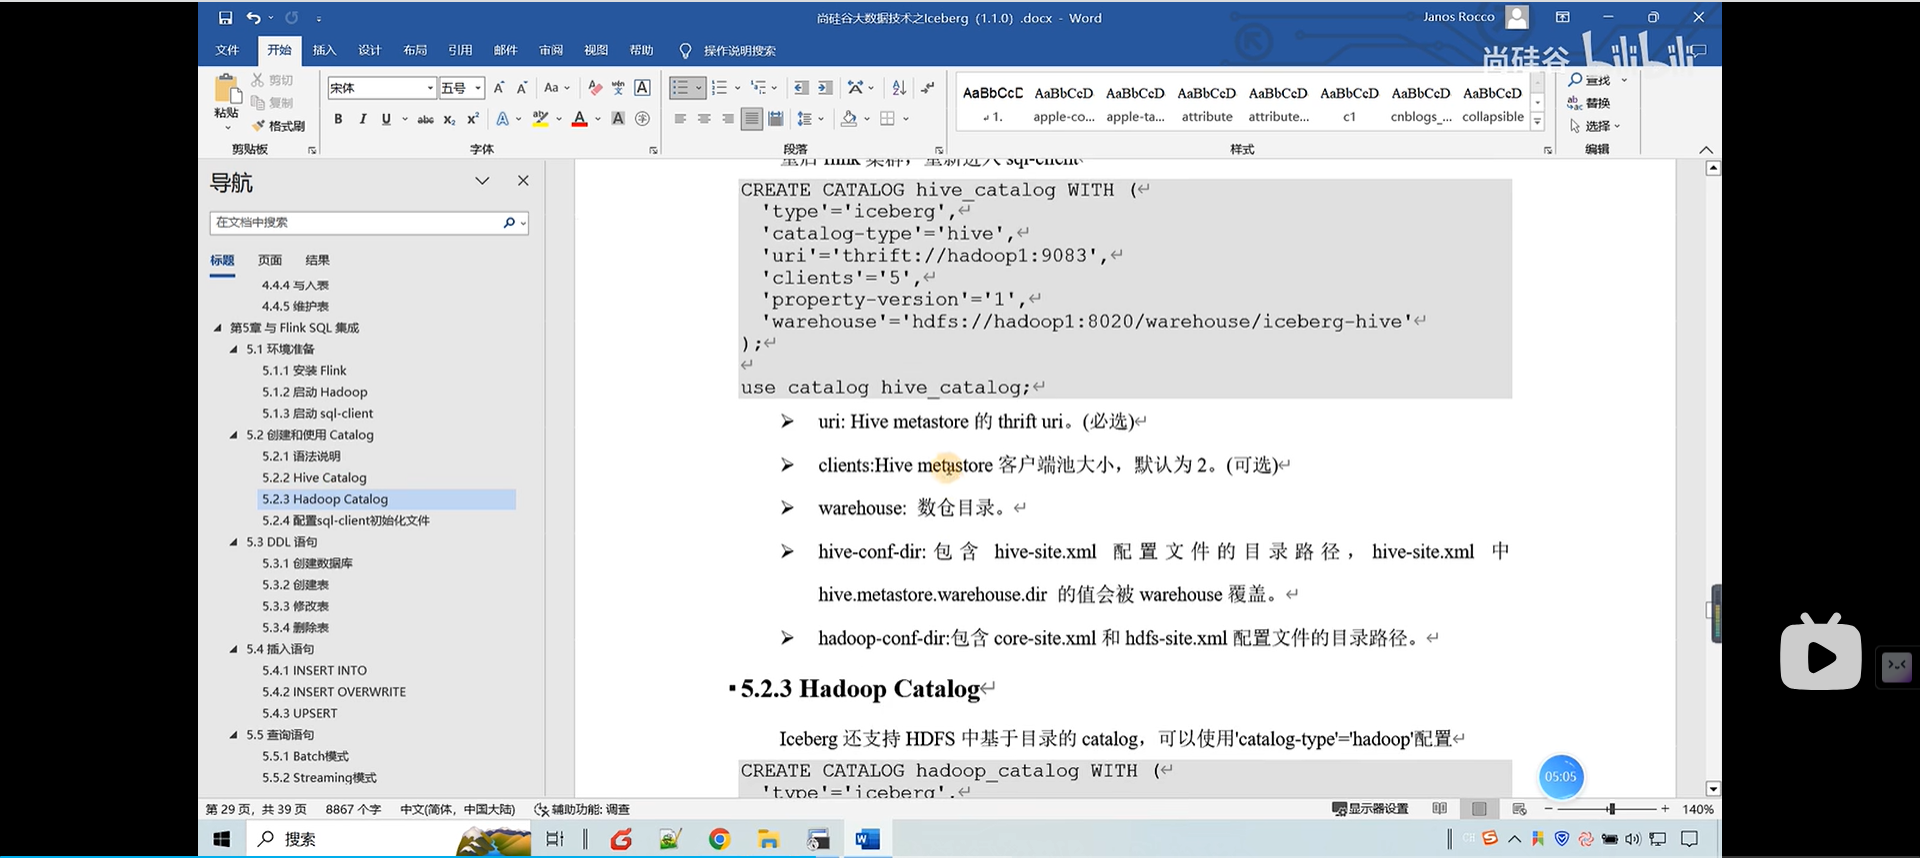 尚硅谷大数据技术之Iceberg（1.1.0）.docx - Word
Janos Rocco
文件 开始 插入 设计 布局 引用 邮件 审阅 视图 帮助 操作说明搜索
尚硅谷 bilibili
粘贴
剪切
复制
格式刷
宋体 五号
AaBbCcD AaBbCcD AaBbCcD AaBbCcD AaBbCcD AaBbCcD AaBbCcD
1. apple-co... apple-ta... attribute attribute... c1 cnblogs_... collapsible
查找
替换
选择
剪贴板 字体 段落 样式 编辑
导航
在文档中搜索
标题 页面 结果
4.4.4 写入表
4.4.5 维护表
第5章 与 Flink SQL 集成
5.1 环境准备
5.1.1 安装 Flink
5.1.2 启动 Hadoop
5.1.3 启动 sql-client
5.2 创建和使用 Catalog
5.2.1 语法说明
5.2.2 Hive Catalog
5.2.3 Hadoop Catalog
5.2.4 配置sql-client初始化文件
5.3 DDL 语句
5.3.1 创建数据库
5.3.2 创建表
5.3.3 修改表
5.3.4 删除表
5.4 插入语句
5.4.1 INSERT INTO
5.4.2 INSERT OVERWRITE
5.4.3 UPSERT
5.5 查询语句
5.5.1 Batch模式
5.5.2 Streaming模式
重启 flink 集群，重新进入 sql-client
CREATE CATALOG hive_catalog WITH (
'type'='iceberg',
'catalog-type'='hive',
'uri'='thrift://hadoop1:9083',
'clients'='5',
'property-version'='1',
'warehouse'='hdfs://hadoop1:8020/warehouse/iceberg-hive'
);
use catalog hive_catalog;
uri: Hive metastore 的 thrift uri。(必选)
clients:Hive metastore 客户端池大小，默认为 2。(可选)
warehouse: 数仓目录。
hive-conf-dir: 包含 hive-site.xml 配置文件的目录路径，hive-site.xml 中
hive.metastore.warehouse.dir 的值会被 warehouse 覆盖。
hadoop-conf-dir:包含 core-site.xml 和 hdfs-site.xml 配置文件的目录路径。
5.2.3 Hadoop Catalog
Iceberg 还支持 HDFS 中基于目录的 catalog，可以使用'catalog-type'='hadoop'配置
CREATE CATALOG hadoop_catalog WITH (
'type'='iceberg',
05:05
第 29 页，共 39 页 8867 个字 中文(简体，中国大陆) 辅助功能: 调查
显示器设置 140%
搜索